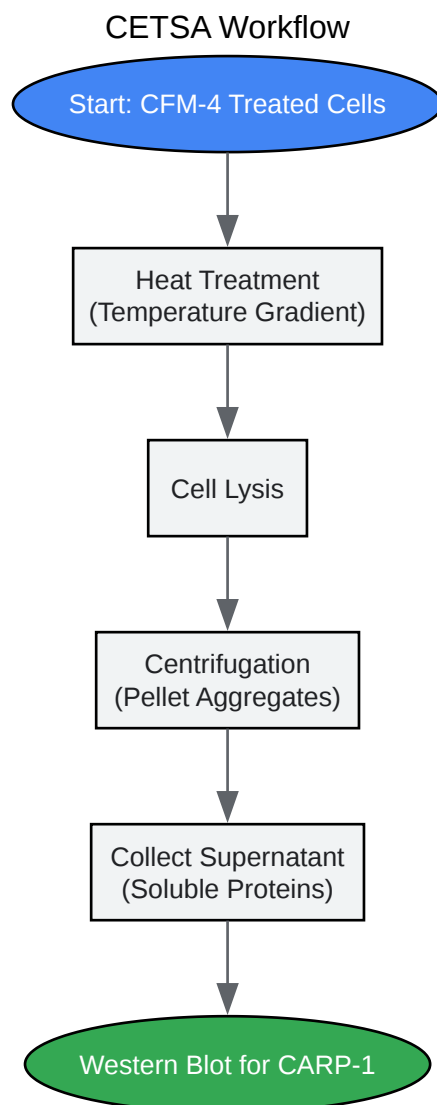 CETSA Workflow
Start: CFM-4 Treated Cells
Heat Treatment
(Temperature Gradient)
Cell Lysis
Centrifugation
(Pellet Aggregates)
Collect Supernatant
(Soluble Proteins)
Western Blot for CARP-1